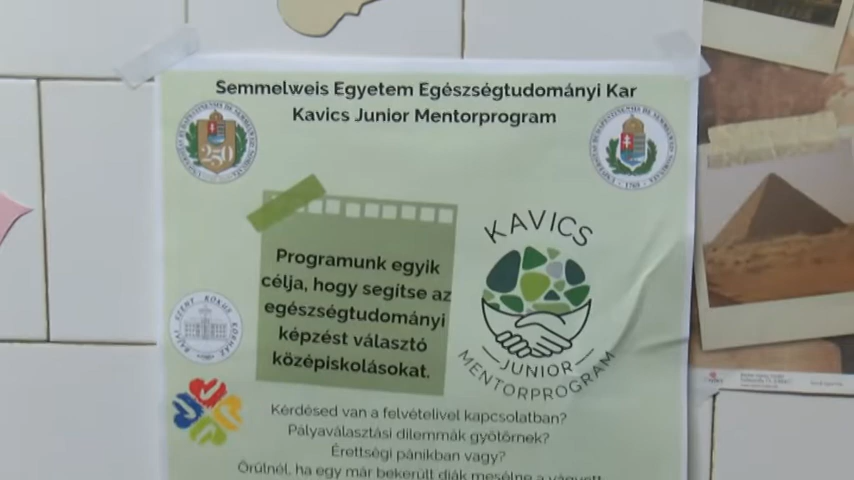 Semmelweis Egyetem Egészségtudományi Kar
Kavics Junior Mentorprogram
250
Programunk egyik
célja, hogy segítse az
egészségtudományi
képzést választó
középiskolásokat.
KAVICS
JUNIOR
MENTORPROGRAM
Kérdésed van a felvételivel kapcsolatban?
Pályaválasztási dilemmák gyötörnek?
Érettségi pánikban vagy?
Örülnél, ha egy már bekerült diák mesélne a